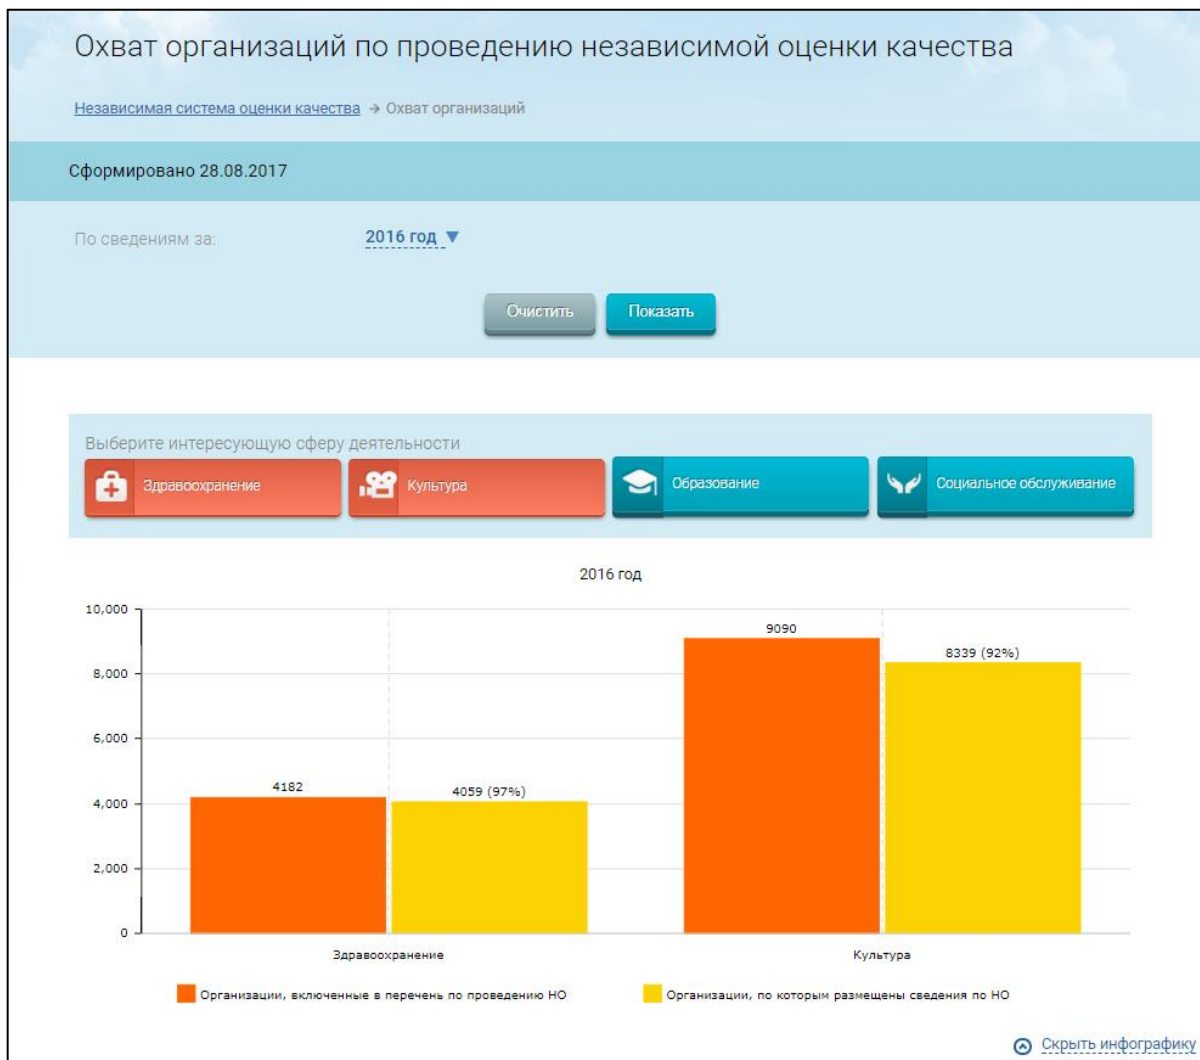 Охват организаций по проведению независимой оценки качества
Независимая система оценки качества → Охват организаций
Сформировано 28.08.2017
По сведениям за: 2016 год ▼
Очистить Показать
Выберите интересующую сферу деятельности
Здравоохранение Культура Образование Социальное обслуживание
2016 год
10,000
9090
8339 (92%)
8,000
6,000
4182
4059 (97%)
4,000
2,000
0
Здравоохранение Культура
Организации, включенные в перечень по проведению НО Организации, по которым размещены сведения по НО
Скрыть инфографику